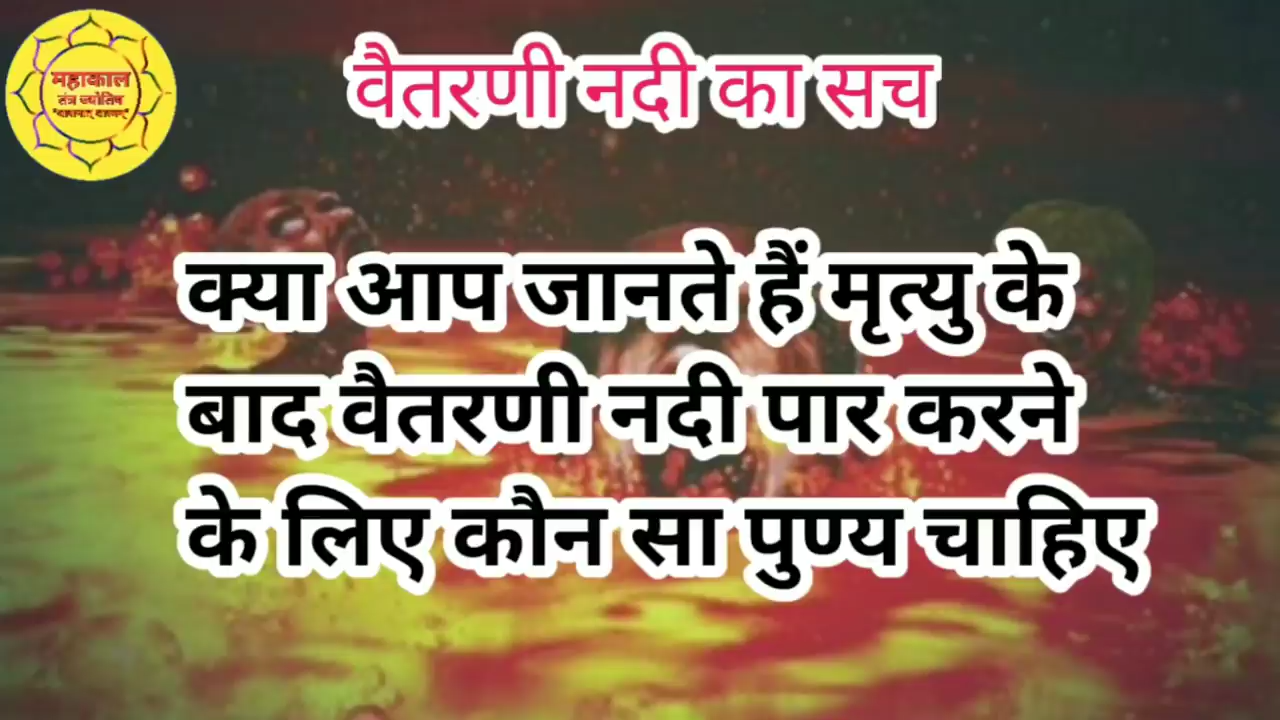 महाकाल
तंत्र ज्योतिष
वैतरणी नदी का सच
क्या आप जानते हैं मृत्यु के
बाद वैतरणी नदी पार करने
के लिए कौन सा पुण्य चाहिए